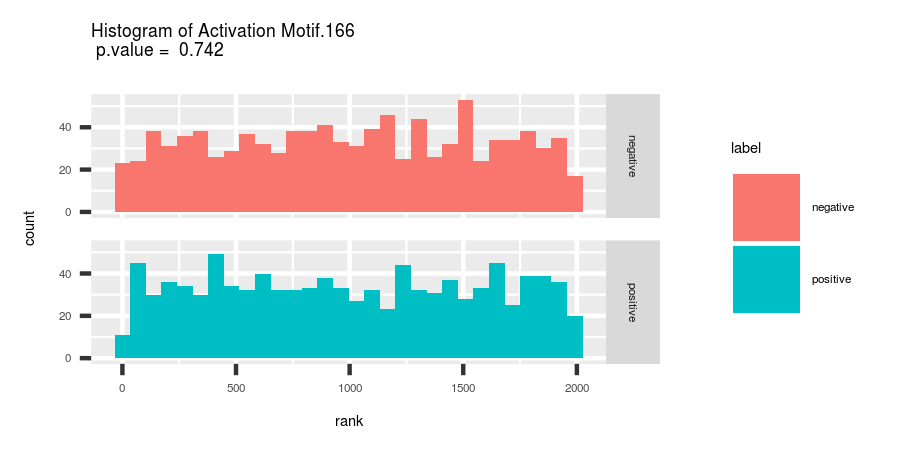 Histogram of Activation Motif.166
p.value = 0.742
count
40
20
0
negative
40
20
0
positive
0 500 1000 1500 2000
rank
label
negative
positive